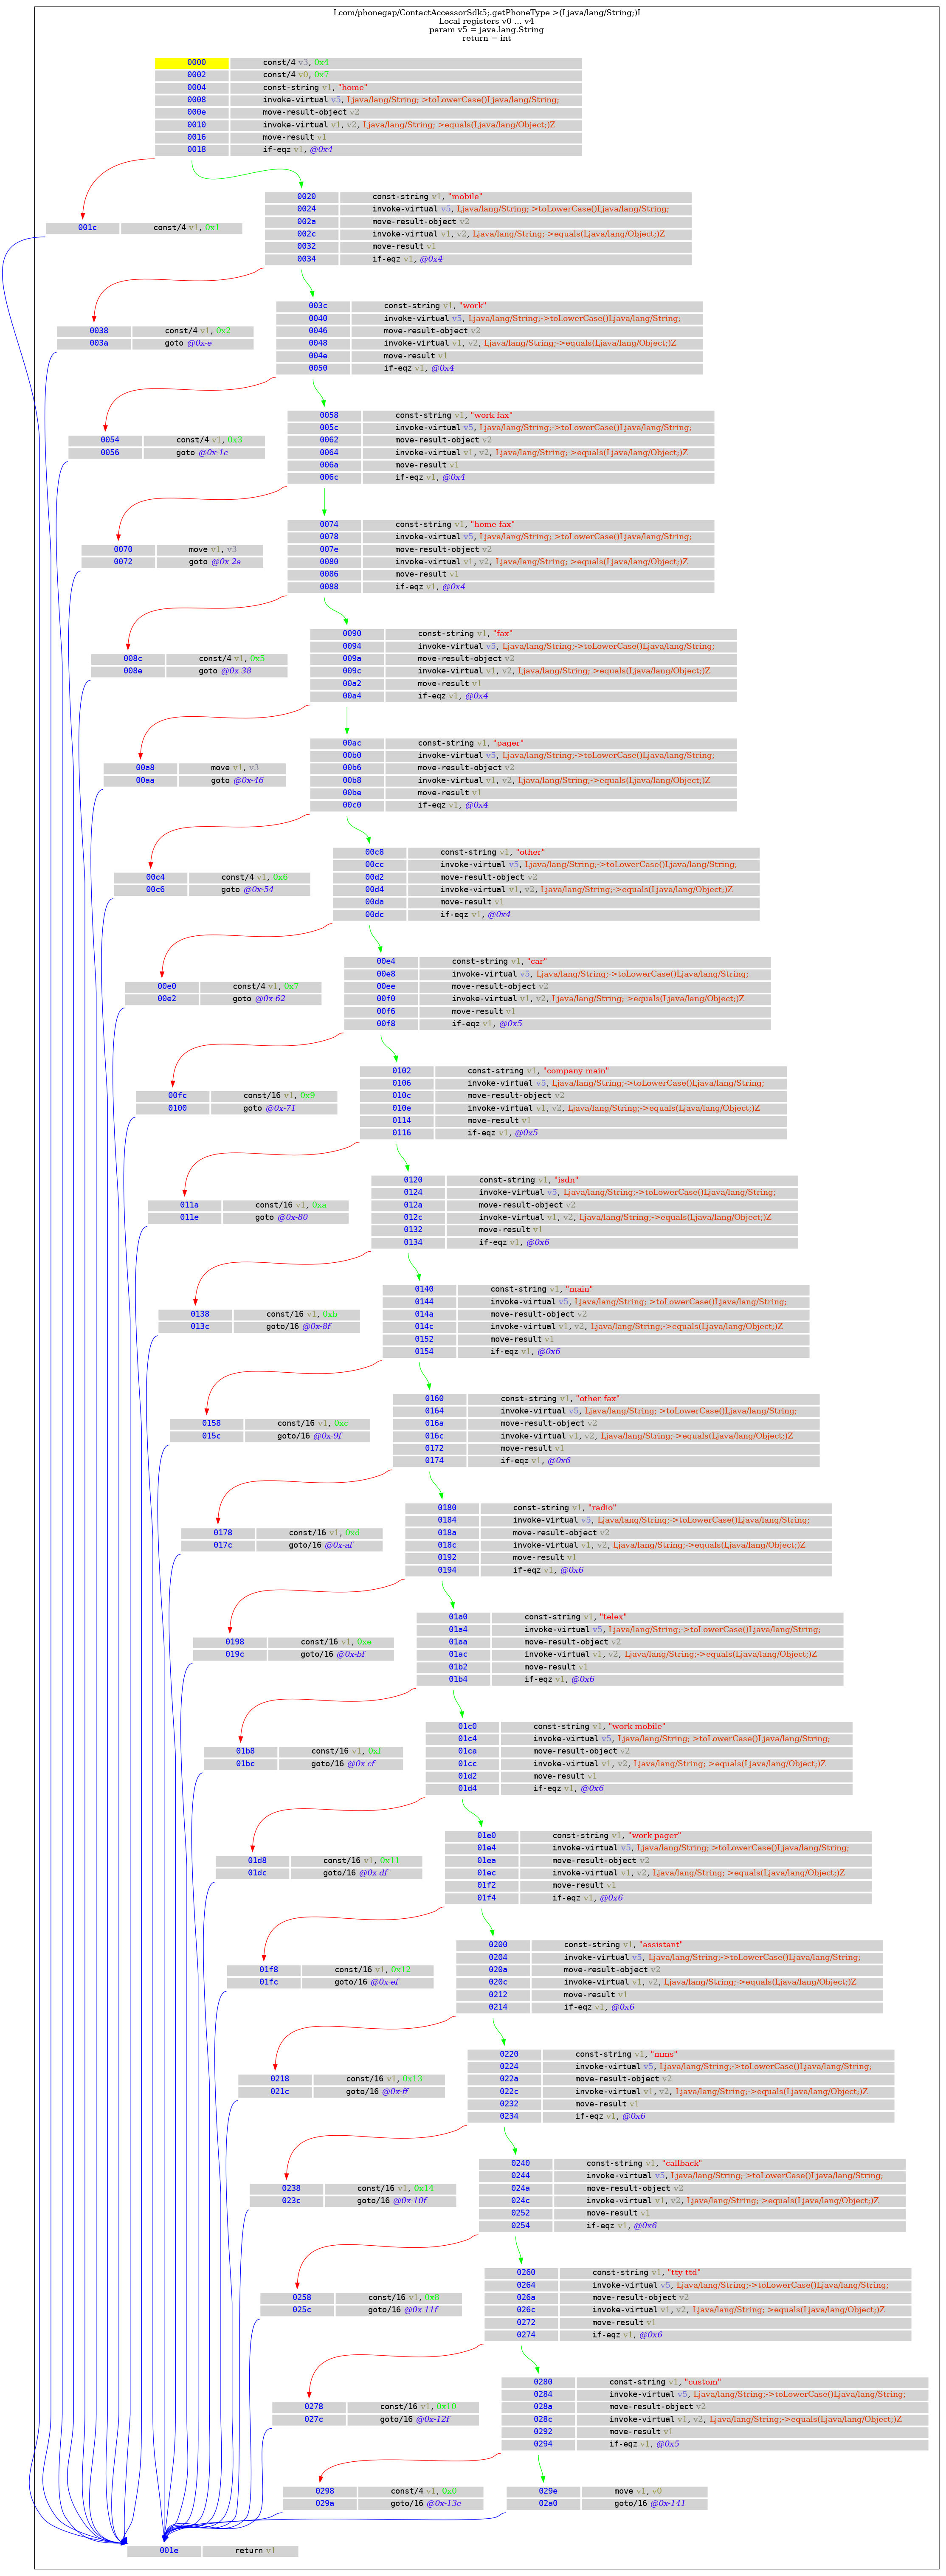 Lcom/phonegap/ContactAccessorSdk5;.getPhoneType->(Ljava/lang/String;)I
Local registers v0 ... v4
param v5 = java.lang.String
return = int
0000 const/4 v3, 0x4
0002 const/4 v0, 0x7
0004 const-string v1, "home"
0008 invoke-virtual v5, Ljava/lang/String;->toLowerCase()Ljava/lang/String;
000e move-result-object v2
0010 invoke-virtual v1, v2, Ljava/lang/String;->equals(Ljava/lang/Object;)Z
0016 move-result v1
0018 if-eqz v1, @0x4
0020 const-string v1, "mobile"
0024 invoke-virtual v5, Ljava/lang/String;->toLowerCase()Ljava/lang/String;
002a move-result-object v2
002c invoke-virtual v1, v2, Ljava/lang/String;->equals(Ljava/lang/Object;)Z
0032 move-result v1
0034 if-eqz v1, @0x4
001c const/4 v1, 0x1
003c const-string v1, "work"
0040 invoke-virtual v5, Ljava/lang/String;->toLowerCase()Ljava/lang/String;
0046 move-result-object v2
0048 invoke-virtual v1, v2, Ljava/lang/String;->equals(Ljava/lang/Object;)Z
004e move-result v1
0050 if-eqz v1, @0x4
0038 const/4 v1, 0x2
003a goto @0x-e
0058 const-string v1, "work fax"
005c invoke-virtual v5, Ljava/lang/String;->toLowerCase()Ljava/lang/String;
0062 move-result-object v2
0064 invoke-virtual v1, v2, Ljava/lang/String;->equals(Ljava/lang/Object;)Z
006a move-result v1
006c if-eqz v1, @0x4
0054 const/4 v1, 0x3
0056 goto @0x-1c
0074 const-string v1, "home fax"
0078 invoke-virtual v5, Ljava/lang/String;->toLowerCase()Ljava/lang/String;
007e move-result-object v2
0080 invoke-virtual v1, v2, Ljava/lang/String;->equals(Ljava/lang/Object;)Z
0086 move-result v1
0088 if-eqz v1, @0x4
0070 move v1, v3
0072 goto @0x-2a
0090 const-string v1, "fax"
0094 invoke-virtual v5, Ljava/lang/String;->toLowerCase()Ljava/lang/String;
009a move-result-object v2
009c invoke-virtual v1, v2, Ljava/lang/String;->equals(Ljava/lang/Object;)Z
00a2 move-result v1
00a4 if-eqz v1, @0x4
008c const/4 v1, 0x5
008e goto @0x-38
00ac const-string v1, "pager"
00b0 invoke-virtual v5, Ljava/lang/String;->toLowerCase()Ljava/lang/String;
00b6 move-result-object v2
00b8 invoke-virtual v1, v2, Ljava/lang/String;->equals(Ljava/lang/Object;)Z
00be move-result v1
00c0 if-eqz v1, @0x4
00a8 move v1, v3
00aa goto @0x-46
00c8 const-string v1, "other"
00cc invoke-virtual v5, Ljava/lang/String;->toLowerCase()Ljava/lang/String;
00d2 move-result-object v2
00d4 invoke-virtual v1, v2, Ljava/lang/String;->equals(Ljava/lang/Object;)Z
00da move-result v1
00dc if-eqz v1, @0x4
00c4 const/4 v1, 0x6
00c6 goto @0x-54
00e4 const-string v1, "car"
00e8 invoke-virtual v5, Ljava/lang/String;->toLowerCase()Ljava/lang/String;
00ee move-result-object v2
00f0 invoke-virtual v1, v2, Ljava/lang/String;->equals(Ljava/lang/Object;)Z
00f6 move-result v1
00f8 if-eqz v1, @0x5
00e0 const/4 v1, 0x7
00e2 goto @0x-62
0102 const-string v1, "company main"
0106 invoke-virtual v5, Ljava/lang/String;->toLowerCase()Ljava/lang/String;
010c move-result-object v2
010e invoke-virtual v1, v2, Ljava/lang/String;->equals(Ljava/lang/Object;)Z
0114 move-result v1
0116 if-eqz v1, @0x5
00fc const/16 v1, 0x9
0100 goto @0x-71
0120 const-string v1, "isdn"
0124 invoke-virtual v5, Ljava/lang/String;->toLowerCase()Ljava/lang/String;
012a move-result-object v2
012c invoke-virtual v1, v2, Ljava/lang/String;->equals(Ljava/lang/Object;)Z
0132 move-result v1
0134 if-eqz v1, @0x6
011a const/16 v1, 0xa
011e goto @0x-80
0140 const-string v1, "main"
0144 invoke-virtual v5, Ljava/lang/String;->toLowerCase()Ljava/lang/String;
014a move-result-object v2
014c invoke-virtual v1, v2, Ljava/lang/String;->equals(Ljava/lang/Object;)Z
0152 move-result v1
0154 if-eqz v1, @0x6
0138 const/16 v1, 0xb
013c goto/16 @0x-8f
0160 const-string v1, "other fax"
0164 invoke-virtual v5, Ljava/lang/String;->toLowerCase()Ljava/lang/String;
016a move-result-object v2
016c invoke-virtual v1, v2, Ljava/lang/String;->equals(Ljava/lang/Object;)Z
0172 move-result v1
0174 if-eqz v1, @0x6
0158 const/16 v1, 0xc
015c goto/16 @0x-9f
0180 const-string v1, "radio"
0184 invoke-virtual v5, Ljava/lang/String;->toLowerCase()Ljava/lang/String;
018a move-result-object v2
018c invoke-virtual v1, v2, Ljava/lang/String;->equals(Ljava/lang/Object;)Z
0192 move-result v1
0194 if-eqz v1, @0x6
0178 const/16 v1, 0xd
017c goto/16 @0x-af
01a0 const-string v1, "telex"
01a4 invoke-virtual v5, Ljava/lang/String;->toLowerCase()Ljava/lang/String;
01aa move-result-object v2
01ac invoke-virtual v1, v2, Ljava/lang/String;->equals(Ljava/lang/Object;)Z
01b2 move-result v1
01b4 if-eqz v1, @0x6
0198 const/16 v1, 0xe
019c goto/16 @0x-bf
01c0 const-string v1, "work mobile"
01c4 invoke-virtual v5, Ljava/lang/String;->toLowerCase()Ljava/lang/String;
01ca move-result-object v2
01cc invoke-virtual v1, v2, Ljava/lang/String;->equals(Ljava/lang/Object;)Z
01d2 move-result v1
01d4 if-eqz v1, @0x6
01b8 const/16 v1, 0xf
01bc goto/16 @0x-cf
01e0 const-string v1, "work pager"
01e4 invoke-virtual v5, Ljava/lang/String;->toLowerCase()Ljava/lang/String;
01ea move-result-object v2
01ec invoke-virtual v1, v2, Ljava/lang/String;->equals(Ljava/lang/Object;)Z
01f2 move-result v1
01f4 if-eqz v1, @0x6
01d8 const/16 v1, 0x11
01dc goto/16 @0x-df
0200 const-string v1, "assistant"
0204 invoke-virtual v5, Ljava/lang/String;->toLowerCase()Ljava/lang/String;
020a move-result-object v2
020c invoke-virtual v1, v2, Ljava/lang/String;->equals(Ljava/lang/Object;)Z
0212 move-result v1
0214 if-eqz v1, @0x6
01f8 const/16 v1, 0x12
01fc goto/16 @0x-ef
0220 const-string v1, "mms"
0224 invoke-virtual v5, Ljava/lang/String;->toLowerCase()Ljava/lang/String;
022a move-result-object v2
022c invoke-virtual v1, v2, Ljava/lang/String;->equals(Ljava/lang/Object;)Z
0232 move-result v1
0234 if-eqz v1, @0x6
0218 const/16 v1, 0x13
021c goto/16 @0x-ff
0240 const-string v1, "callback"
0244 invoke-virtual v5, Ljava/lang/String;->toLowerCase()Ljava/lang/String;
024a move-result-object v2
024c invoke-virtual v1, v2, Ljava/lang/String;->equals(Ljava/lang/Object;)Z
0252 move-result v1
0254 if-eqz v1, @0x6
0238 const/16 v1, 0x14
023c goto/16 @0x-10f
0260 const-string v1, "tty ttd"
0264 invoke-virtual v5, Ljava/lang/String;->toLowerCase()Ljava/lang/String;
026a move-result-object v2
026c invoke-virtual v1, v2, Ljava/lang/String;->equals(Ljava/lang/Object;)Z
0272 move-result v1
0274 if-eqz v1, @0x6
0258 const/16 v1, 0x8
025c goto/16 @0x-11f
0280 const-string v1, "custom"
0284 invoke-virtual v5, Ljava/lang/String;->toLowerCase()Ljava/lang/String;
028a move-result-object v2
028c invoke-virtual v1, v2, Ljava/lang/String;->equals(Ljava/lang/Object;)Z
0292 move-result v1
0294 if-eqz v1, @0x5
0278 const/16 v1, 0x10
027c goto/16 @0x-12f
0298 const/4 v1, 0x0
029a goto/16 @0x-13e
029e move v1, v0
02a0 goto/16 @0x-141
001e return v1